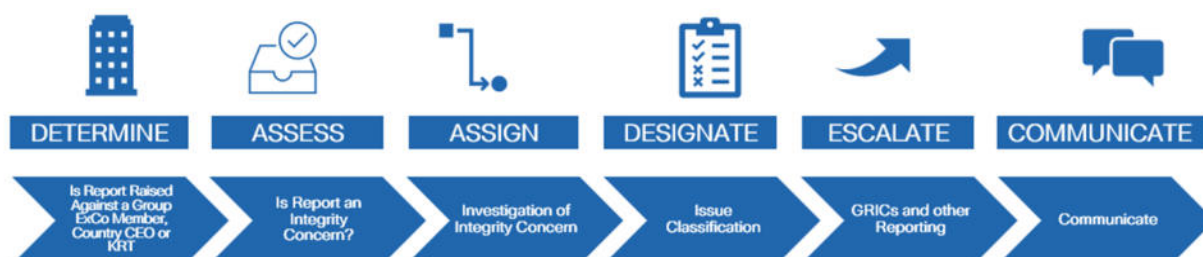 DETERMINE
ASSESS
ASSIGN
DESIGNATE
ESCALATE
COMMUNICATE
Is Report Raised
Against a Group
ExCo Member,
Country CEO or
KRT
Is Report an
Integrity
Concern?
Investigation of
Integrity Concern
Issue
Classification
GRICs and other
Reporting
Communicate